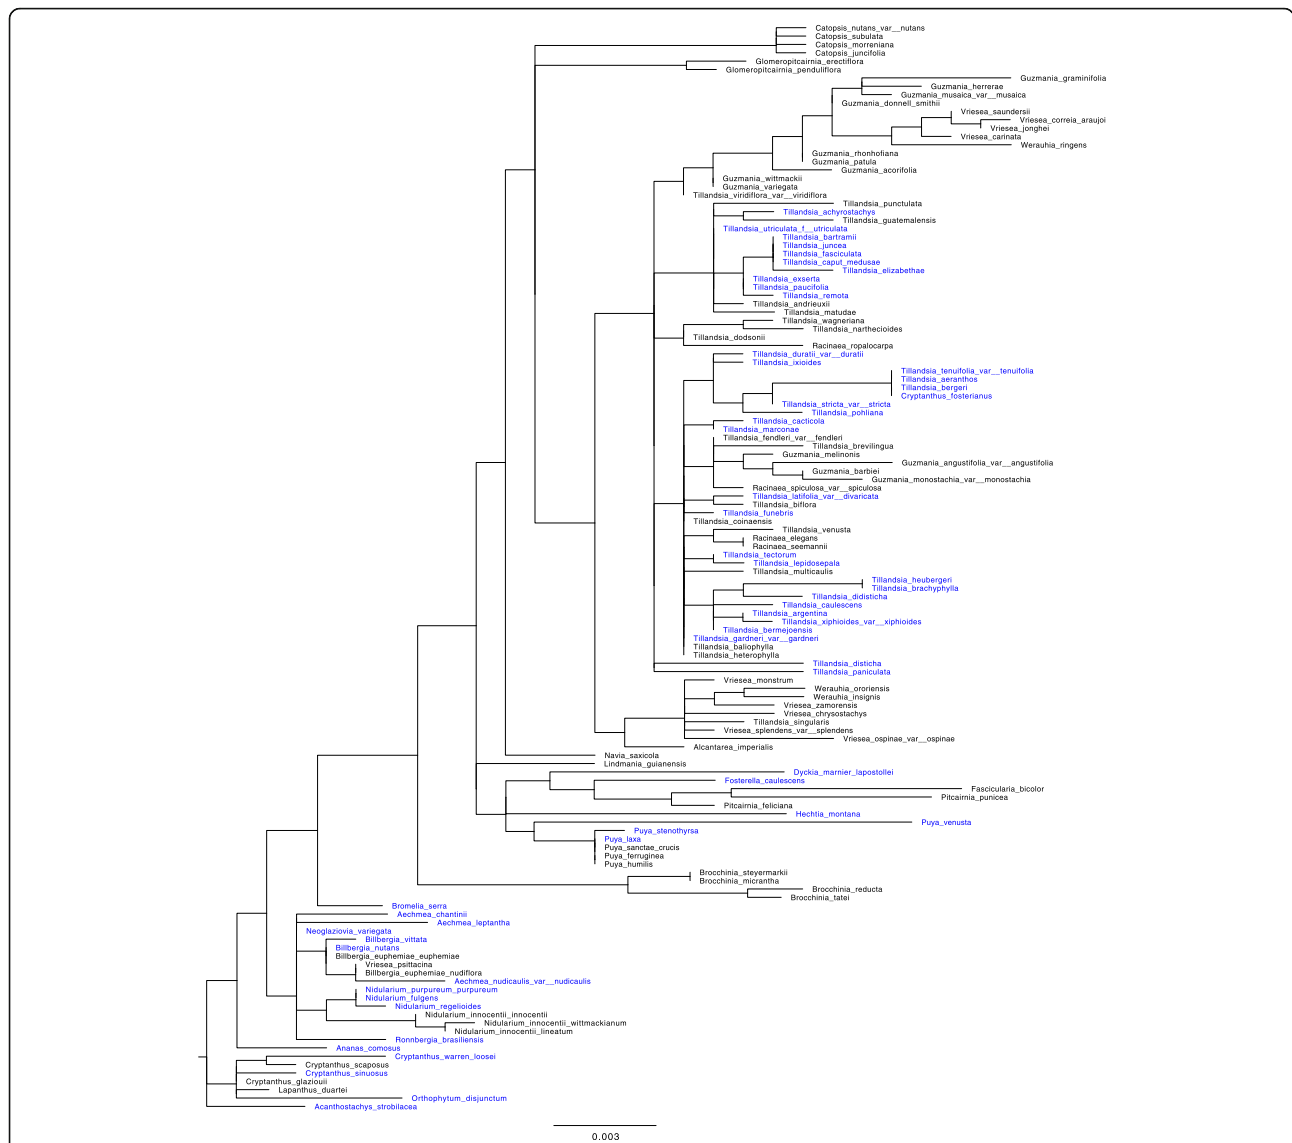 Catopsis_nutans_var__nutans
Catopsis_subulata
Catopsis_morreniana
Catopsis_juncifolia
Glomeropitcairnia_erectiflora
Glomeropitcairnia_penduliflora
Guzmania_graminifolia
Guzmania_herrerae
Guzmania_musaica_var__musaica
Guzmania_donnell_smithii
Vriesea_saundersii
Vriesea_correia_araujoi
Vriesea_jonghei
Vriesea_carinata
Werauhia_ringens
Guzmania_rhonhofiana
Guzmania_patula
Guzmania_acorifolia
Guzmania_wittmackii
Guzmania_variegata
Tillandsia_viridiflora_var__viridiflora
Tillandsia_punctulata
Tillandsia_achyrostachys
Tillandsia_guatemalensis
Tillandsia_utriculata_f__utriculata
Tillandsia_bartramii
Tillandsia_juncea
Tillandsia_fasciculata
Tillandsia_caput_medusae
Tillandsia_elizabethae
Tillandsia_exserta
Tillandsia_paucifolia
Tillandsia_remota
Tillandsia_andrieuxii
Tillandsia_matudae
Tillandsia_wagneriana
Tillandsia_narthecioides
Tillandsia_dodsonii
Racinaea_ropalocarpa
Tillandsia_duratii_var__duratii
Tillandsia_ixioides
Tillandsia_tenuifolia_var__tenuifolia
Tillandsia_aeranthos
Tillandsia_bergeri
Cryptanthus_fosterianus
Tillandsia_stricta_var__stricta
Tillandsia_pohliana
Tillandsia_cacticola
Tillandsia_marconae
Tillandsia_fendleri_var__fendleri
Tillandsia_brevilingua
Guzmania_melinonis
Guzmania_angustifolia_var__angustifolia
Guzmania_barbiei
Guzmania_monostachia_var__monostachia
Racinaea_spiculosa_var__spiculosa
Tillandsia_latifolia_var__divaricata
Tillandsia_biflora
Tillandsia_funebris
Tillandsia_coinaensis
Tillandsia_venusta
Racinaea_elegans
Racinaea_seemannii
Tillandsia_tectorum
Tillandsia_lepidosepala
Tillandsia_multicaulis
Tillandsia_heubergeri
Tillandsia_brachyphylla
Tillandsia_didisticha
Tillandsia_caulescens
Tillandsia_argentina
Tillandsia_xiphioides_var__xiphioides
Tillandsia_bermejoensis
Tillandsia_gardneri_var__gardneri
Tillandsia_baliophylla
Tillandsia_heterophylla
Tillandsia_disticha
Tillandsia_paniculata
Vriesea_monstrum
Werauhia_ororiensis
Werauhia_insignis
Vriesea_zamorensis
Vriesea_chrysostachys
Tillandsia_singularis
Vriesea_splendens_var__splendens
Vriesea_ospinae_var__ospinae
Alcantarea_imperialis
Navia_saxicola
Lindmania_guianensis
Dyckia_marnier_lapostollei
Fosterella_caulescens
Fascicularia_bicolor
Pitcairnia_punicea
Pitcairnia_feliciana
Hechtia_montana
Puya_venusta
Puya_stenothyrsa
Puya_laxa
Puya_sanctae_crucis
Puya_ferruginea
Puya_humilis
Brocchinia_steyermarkii
Brocchinia_micrantha
Brocchinia_reducta
Brocchinia_tatei
Bromelia_serra
Aechmea_chantinii
Aechmea_leptantha
Neoglaziovia_variegata
Billbergia_vittata
Billbergia_nutans
Billbergia_euphemiae_euphemiae
Vriesea_psittacina
Billbergia_euphemiae_nudiflora
Aechmea_nudicaulis_var__nudicaulis
Nidularium_purpureum_purpureum
Nidularium_fulgens
Nidularium_regelioides
Nidularium_innocentii_innocentii
Nidularium_innocentii_wittmackianum
Nidularium_innocentii_lineatum
Ronnbergia_brasiliensis
Ananas_comosus
Cryptanthus_warren_loosei
Cryptanthus_scaposus
Cryptanthus_sinuosus
Cryptanthus_glaziouii
Lapanthus_duartei
Orthophytum_disjunctum
Acanthostachys_strobilacea
0.003